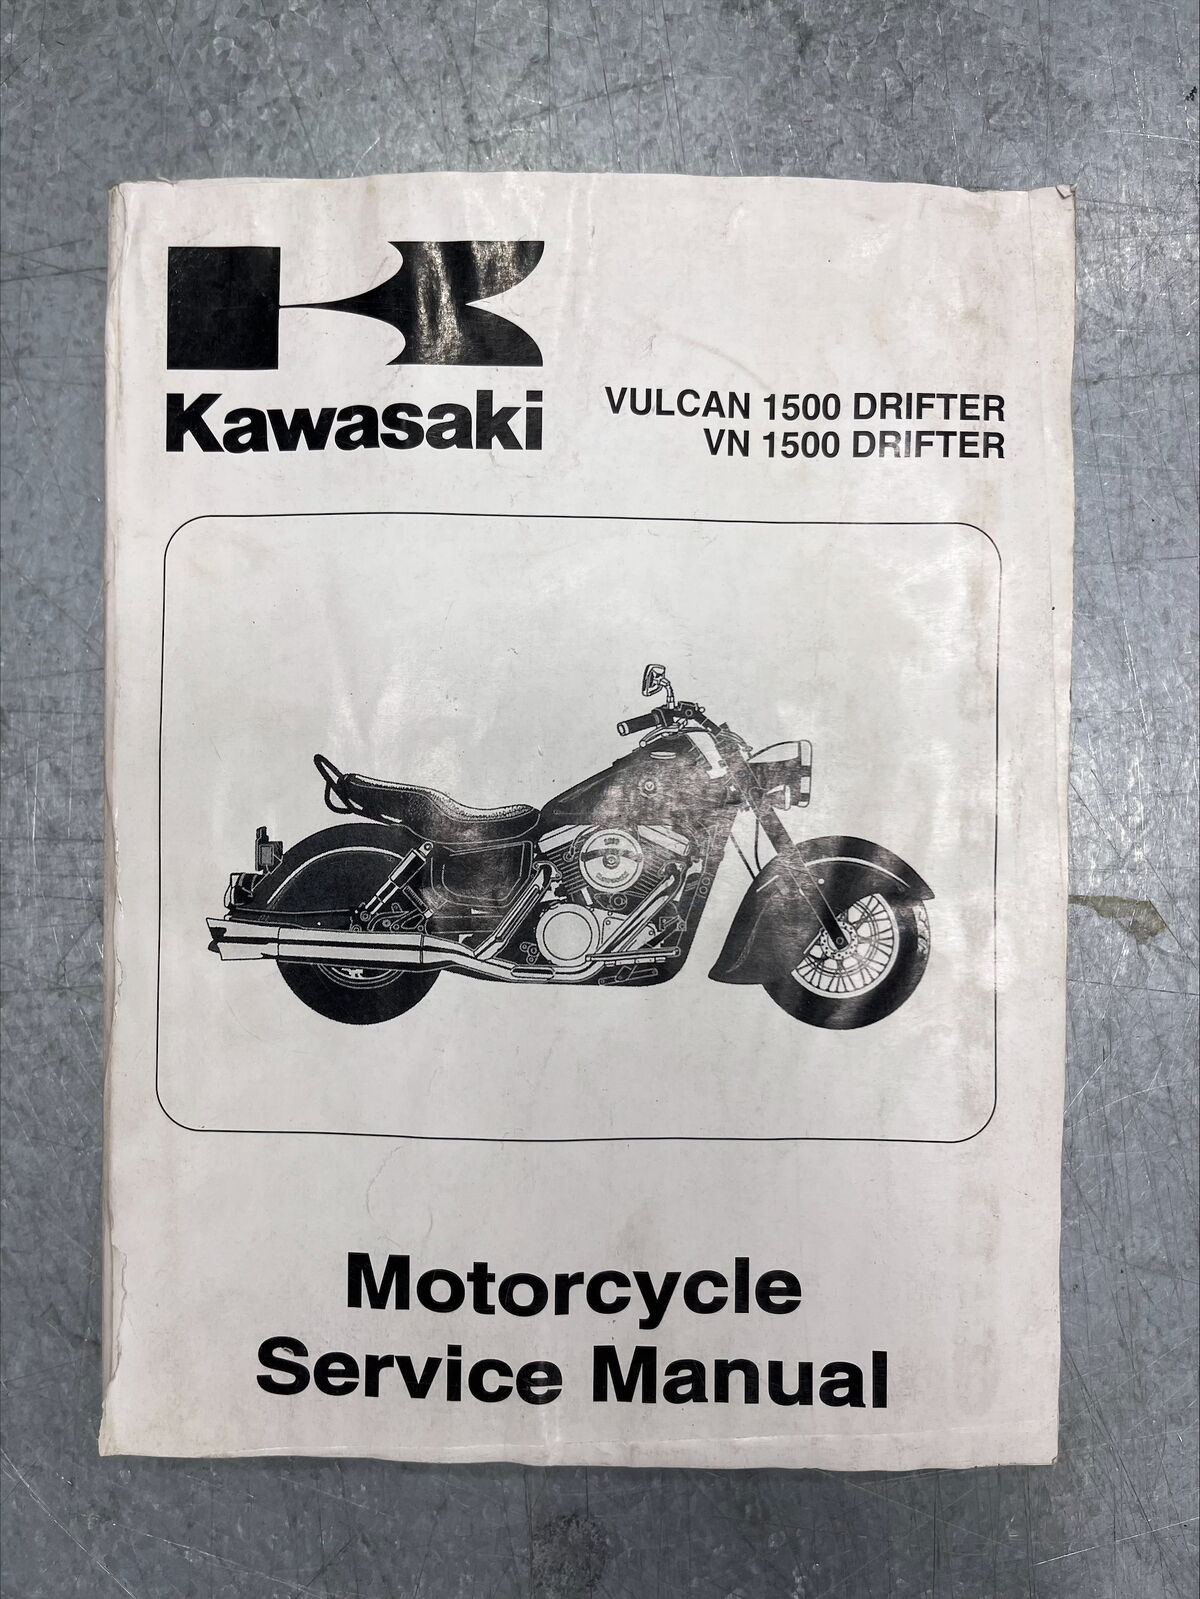 Kawasaki
VULCAN 1500 DRIFTER
VN 1500 DRIFTER
Motorcycle
Service Manual